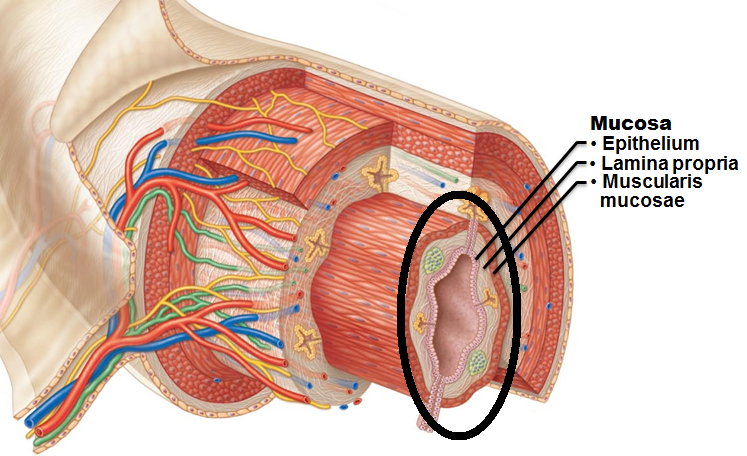 Mucosa
• Epithelium
• Lamina propria
• Muscularis
mucosae